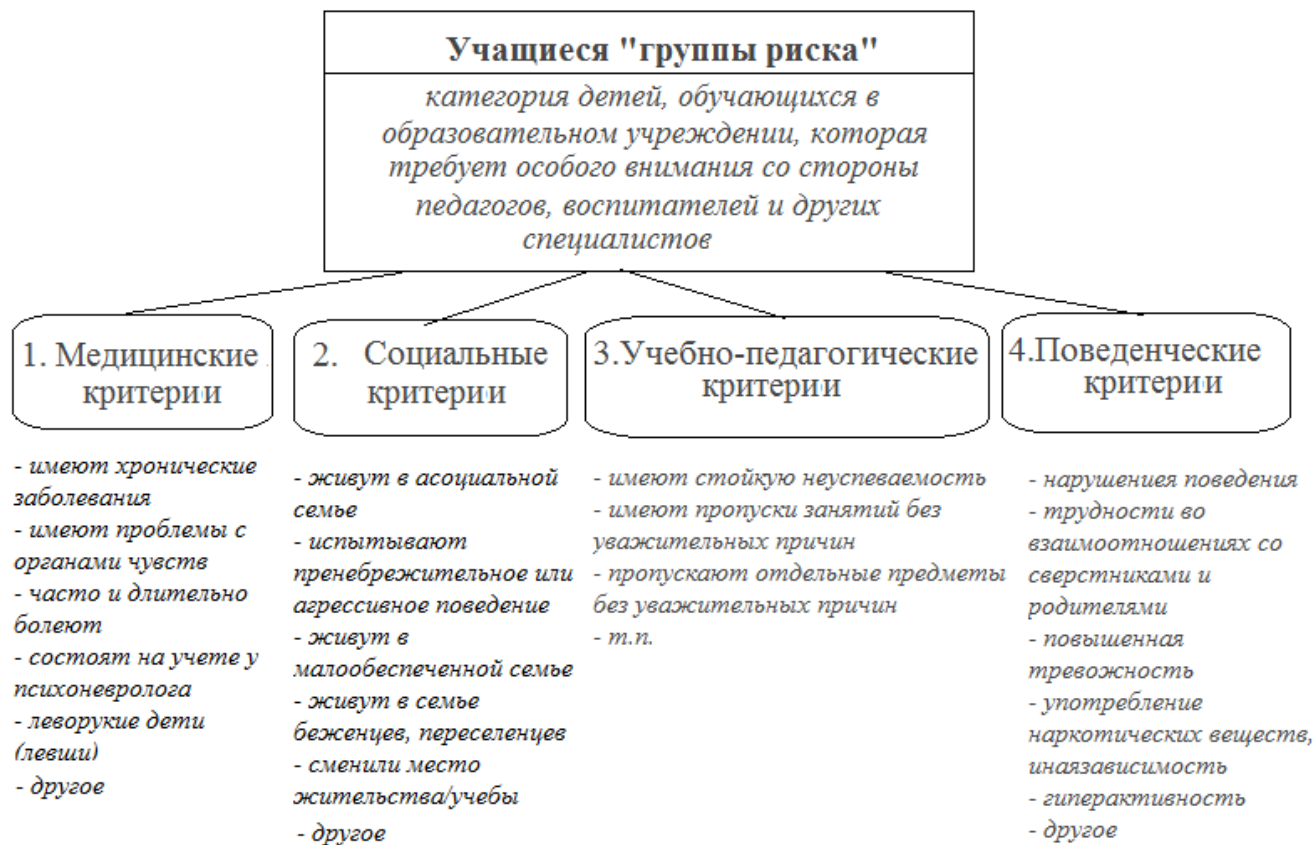 Учащиеся "группы риска"
категория детей, обучающихся в
образовательном учреждении, которая
требует особого внимания со стороны
педагогов, воспитателей и других
специалистов
1. Медицинские
критерии
- имеют хронические
заболевания
- имеют проблемы с
органами чувств
- часто и длительно
болеют
- состоят на учете у
психоневролога
- леворукие дети
(левши)
- другое
2. Социальные
критерии
- живут в асоциальной
семье
- испытывают
пренебрежительное или
агрессивное поведение
- живут в
малообеспеченной семье
- живут в семье
беженцев, переселенцев
- сменили место
жительства/учебы
- другое
3.Учебно-педагогические
критерии
- имеют стойкую неуспеваемость
- имеют пропуски занятий без
уважительных причин
- пропускают отдельные предметы
без уважительных причин
- т.п.
4.Поведенческие
критерии
- нарушениея поведения
- трудности во
взаимоотношениях со
сверстниками и
родителями
- повышенная
тревожность
- употребление
наркотических веществ,
инаязависимость
- гиперактивность
- другое